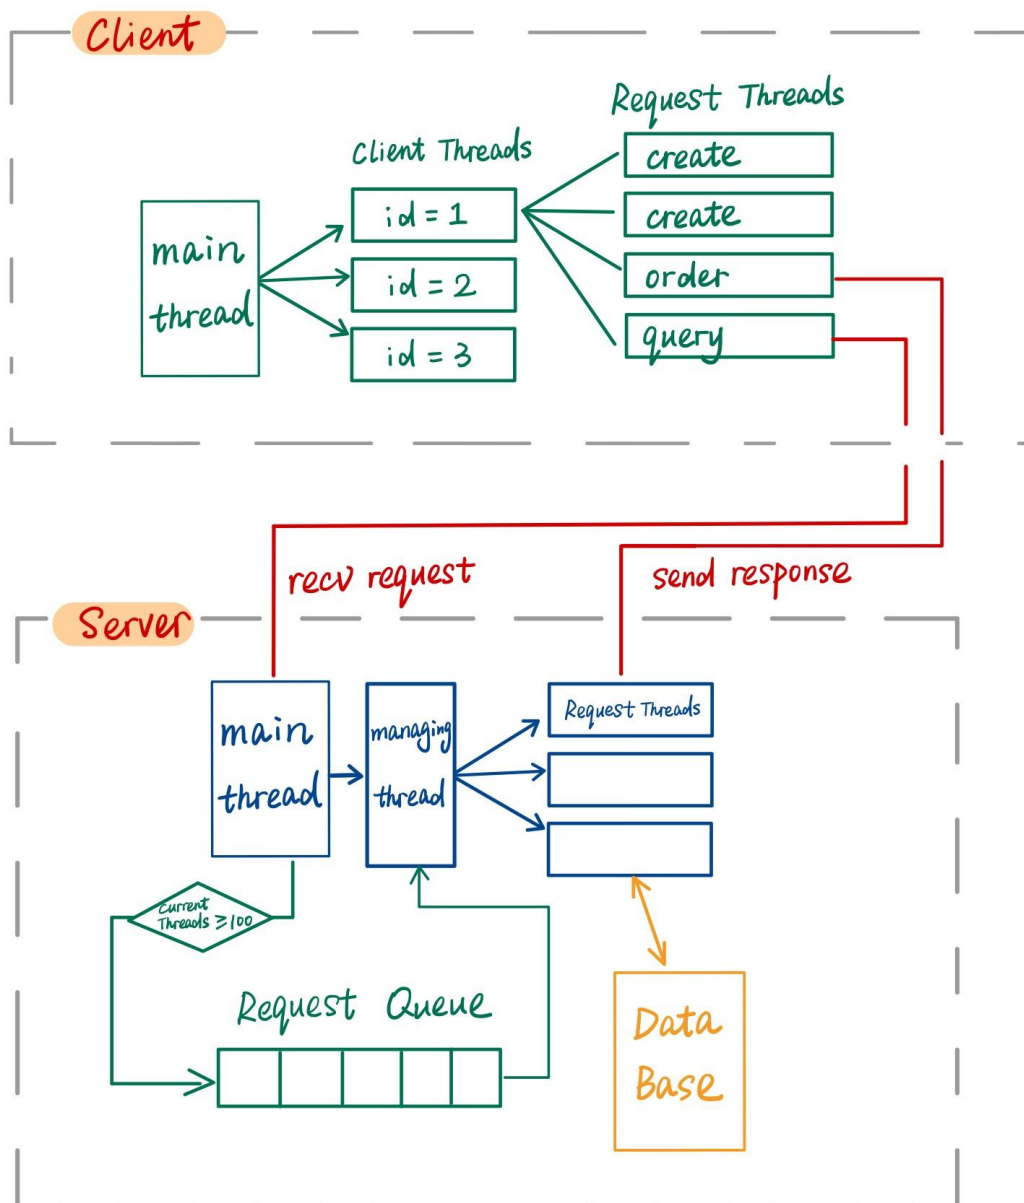 Client
Request Threads
Client Threads
create
create
order
query
main
thread
id = 1
id = 2
id = 3
recv request
send response
Server
main
thread
managing
thread
Request Threads
Current
Threads ≥100
Request Queue
Data
Base